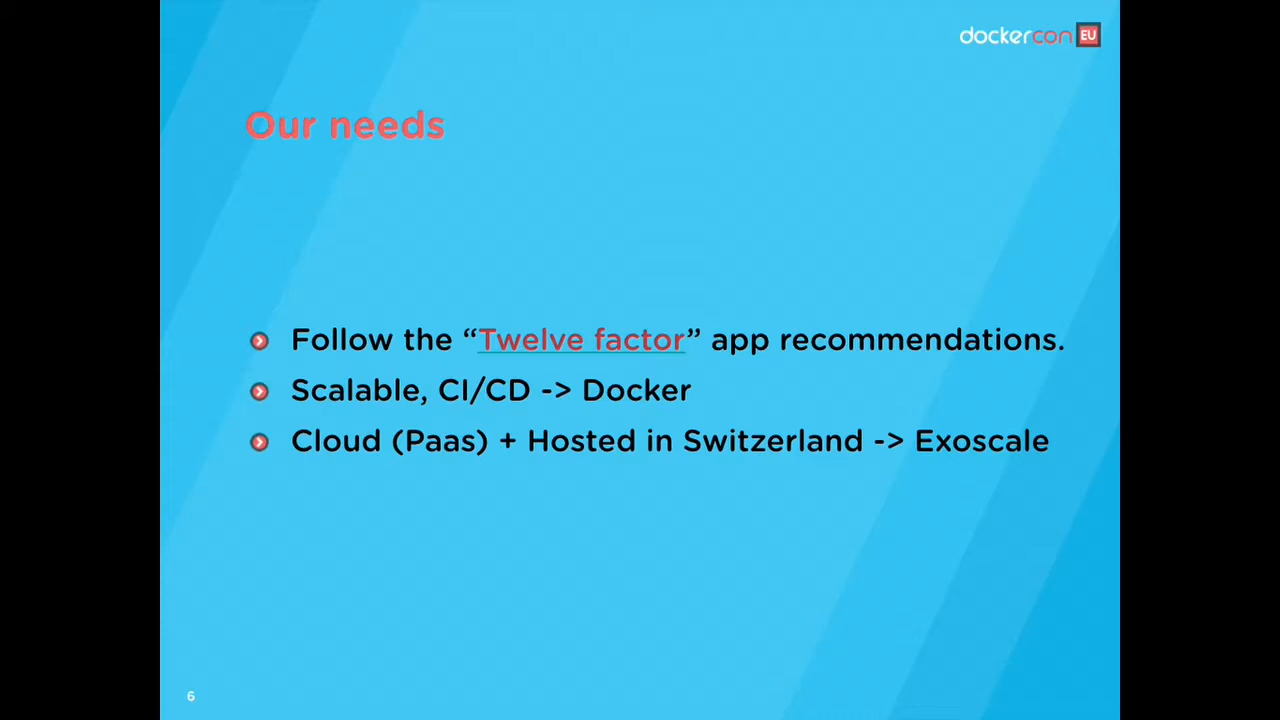 dockercon EU
Our needs
Follow the “Twelve factor” app recommendations.
Scalable, CI/CD -> Docker
Cloud (Paas) + Hosted in Switzerland -> Exoscale
6